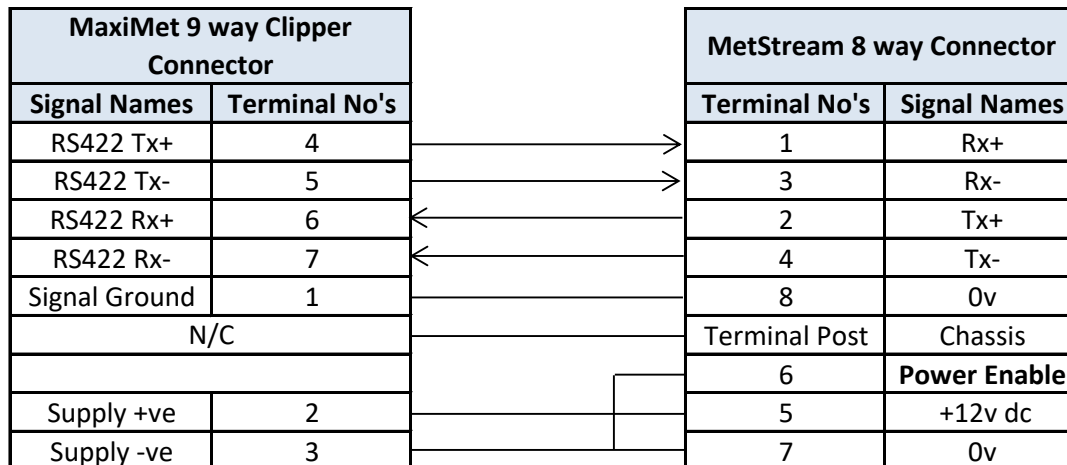 MaxiMet 9 way Clipper
Connector
MetStream 8 way Connector
Signal Names Terminal No's Terminal No's Signal Names
RS422 Tx+ 4 1 Rx+
RS422 Tx- 5 3 Rx-
RS422 Rx+ 6 2 Tx+
RS422 Rx- 7 4 Tx-
Signal Ground 1 8 0v
N/C Terminal Post Chassis
6 Power Enable
Supply +ve 2 5 +12v dc
Supply -ve 3 7 0v